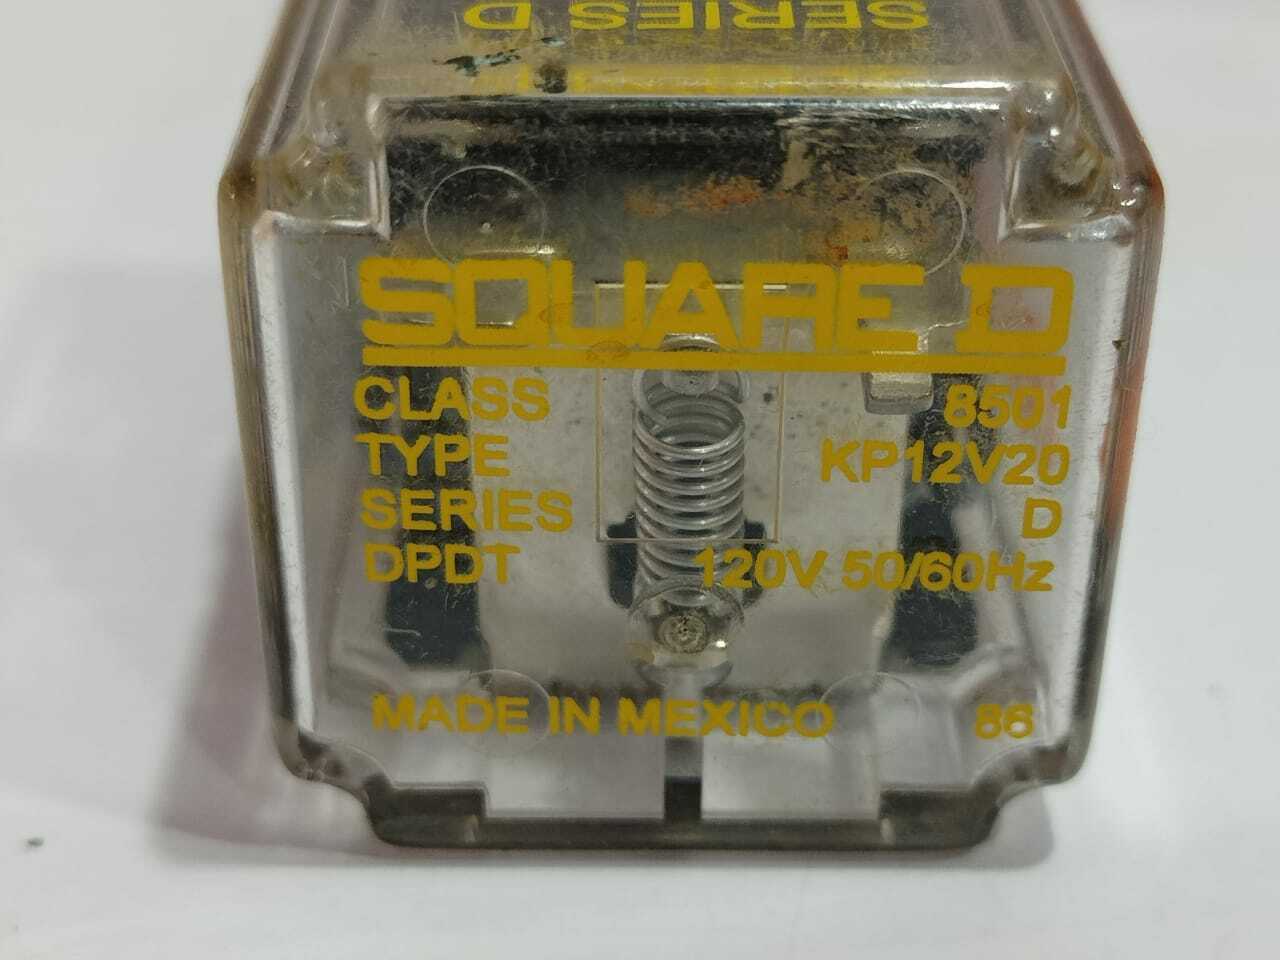 SERIES D
SQUARE D
CLASS 8501
TYPE KP12V20
SERIES D
DPDT 120V 50/60Hz
MADE IN MEXICO 86